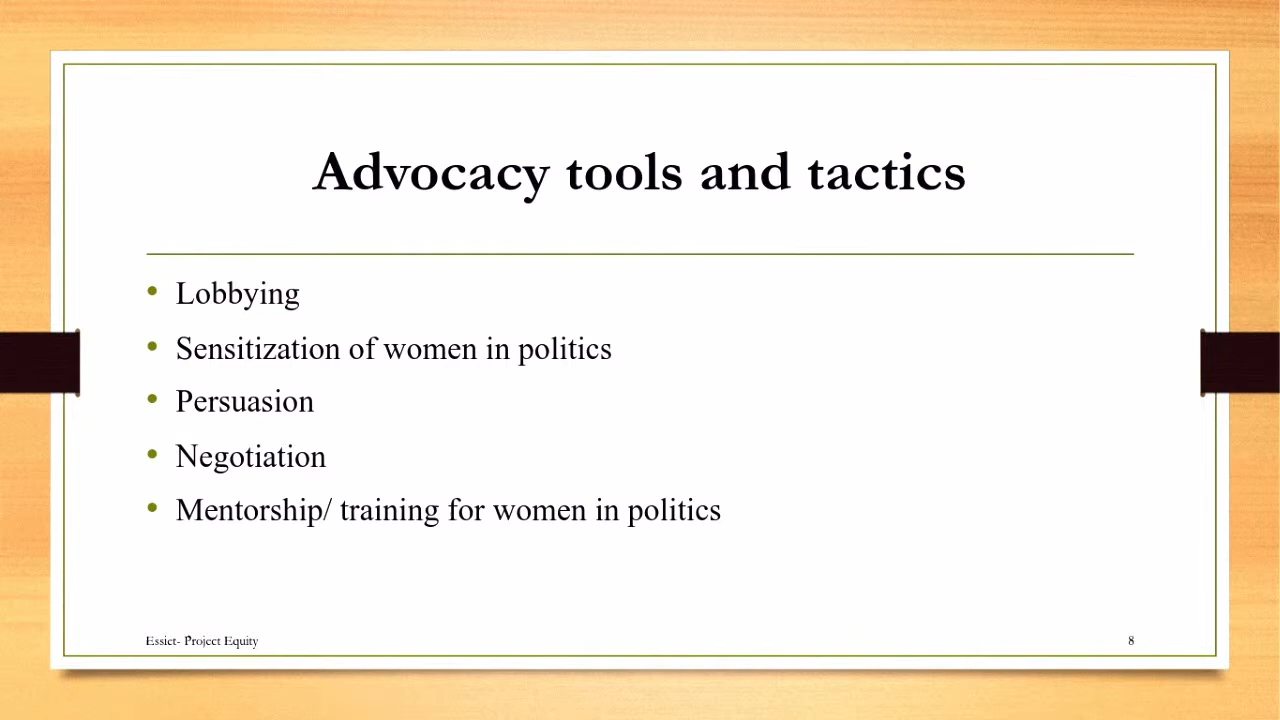 Advocacy tools and tactics
• Lobbying
• Sensitization of women in politics
• Persuasion
• Negotiation
• Mentorship/ training for women in politics
Essiet- Project Equity
8